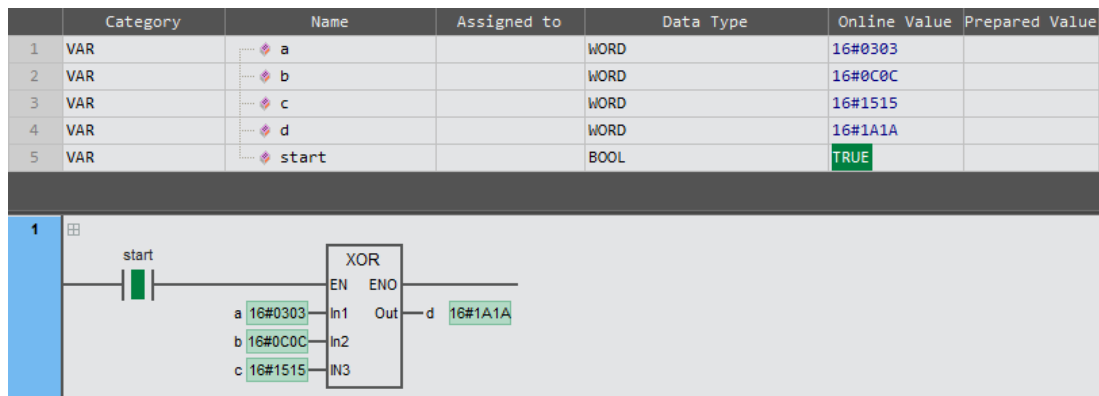 Category Name Assigned to Data Type Online Value Prepared Value
1 VAR a WORD 16#0303
2 VAR b WORD 16#0C0C
3 VAR c WORD 16#1515
4 VAR d WORD 16#1A1A
5 VAR start BOOL TRUE
1
start
XOR
EN ENO
a 16#0303 In1 Out d 16#1A1A
b 16#0C0C In2
c 16#1515 IN3